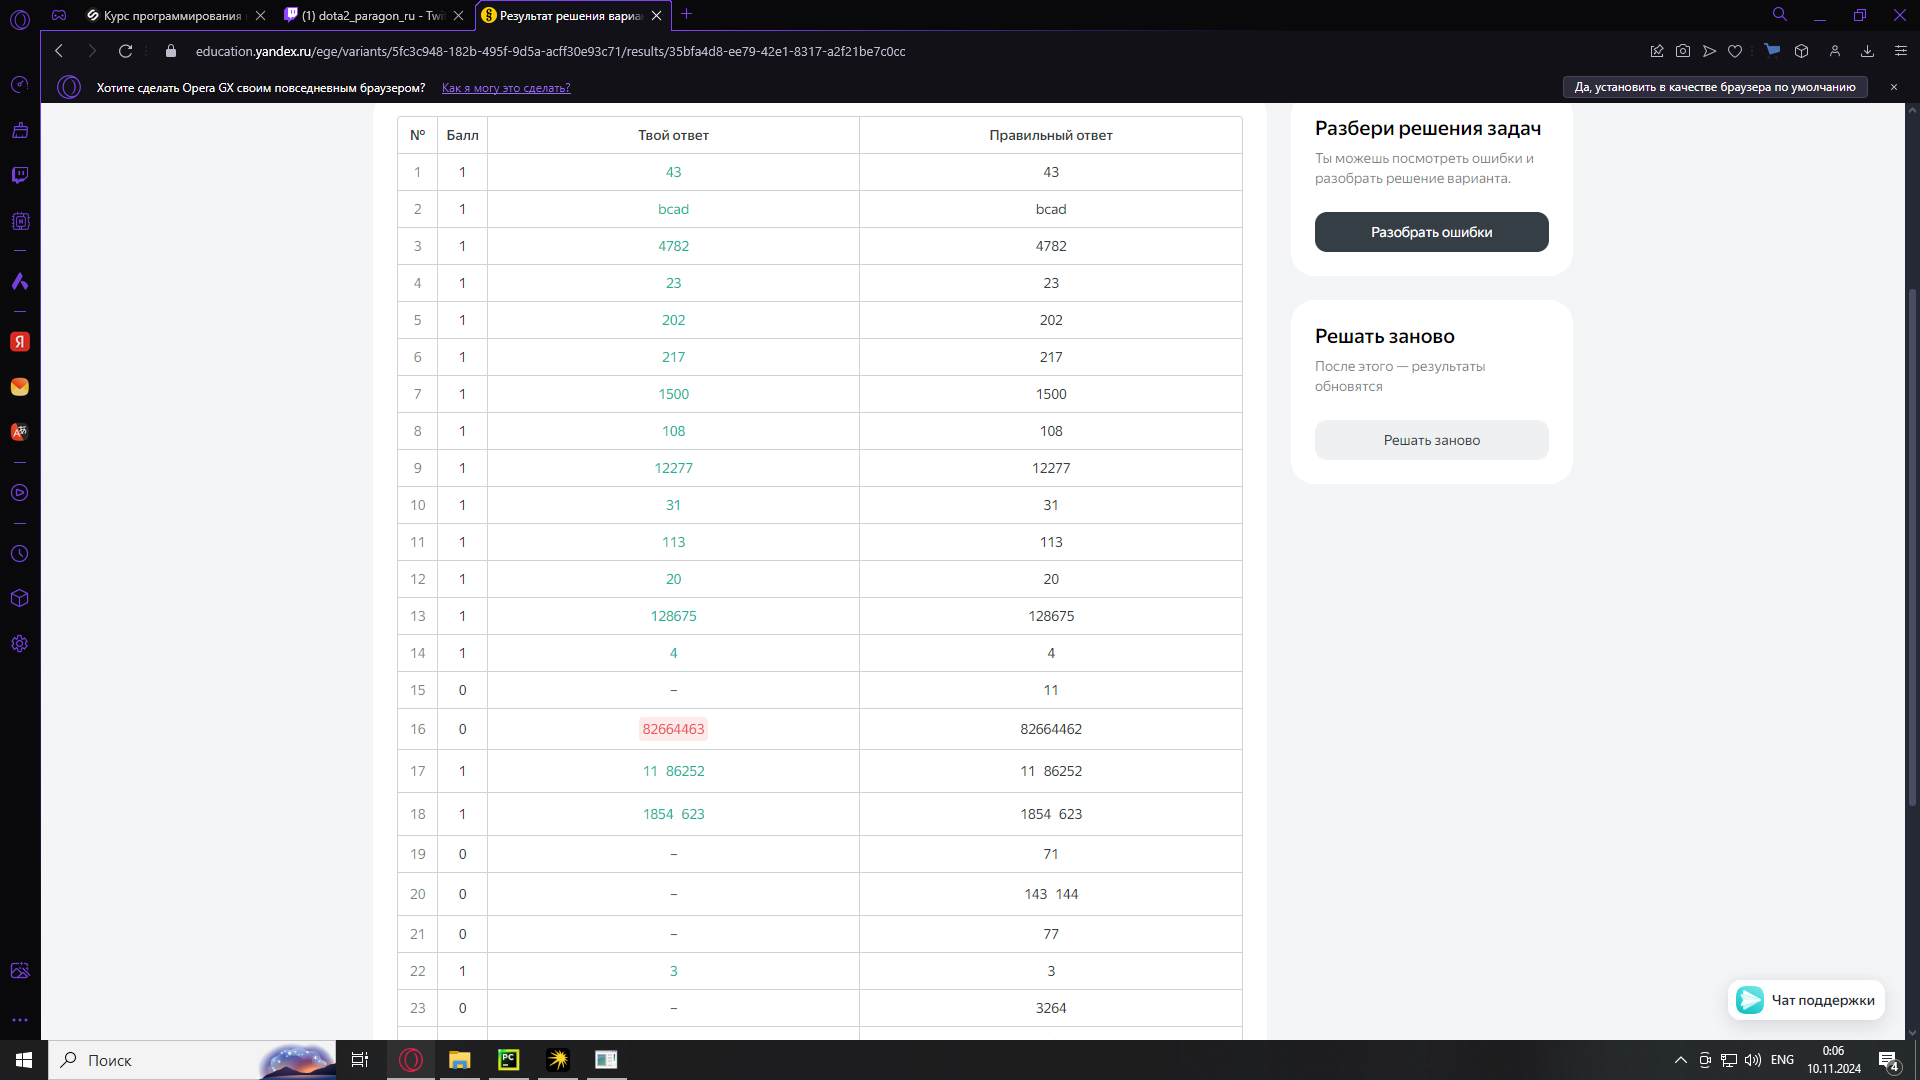 Курс программирования
(1) dota2_paragon_ru - Twi
Результат решения вариа
education.yandex.ru/ege/variants/5fc3c948-182b-495f-9d5a-acff30e93c71/results/35bfa4d8-ee79-42e1-8317-a2f21be7c0cc
Хотите сделать Opera GX своим повседневным браузером? Как я могу это сделать?
Да, установить в качестве браузера по умолчанию
№ Балл Твой ответ Правильный ответ
1 1 43 43
2 1 bcad bcad
3 1 4782 4782
4 1 23 23
5 1 202 202
6 1 217 217
7 1 1500 1500
8 1 108 108
9 1 12277 12277
10 1 31 31
11 1 113 113
12 1 20 20
13 1 128675 128675
14 1 4 4
15 0 – 11
16 0 82664463 82664462
17 1 11 86252 11 86252
18 1 1854 623 1854 623
19 0 – 71
20 0 – 143 144
21 0 – 77
22 1 3 3
23 0 – 3264
Разбери решения задач
Ты можешь посмотреть ошибки и
разобрать решение варианта.
Разобрать ошибки
Решать заново
После этого — результаты
обновятся
Решать заново
Чат поддержки
Поиск
ENG
0:06
10.11.2024
4